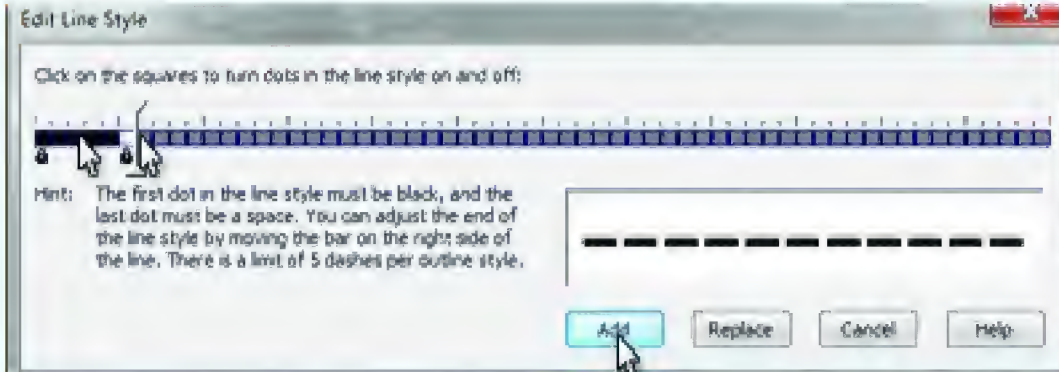 Edit Line Style
Click on the squares to turn dots in the line style on and off:
Hint: The first dot in the line style must be black, and the
last dot must be a space. You can adjust the end of
the line style by moving the bar on the right side of
the line. There is a limit of 5 dashes per outline style.
Add Replace Cancel Help